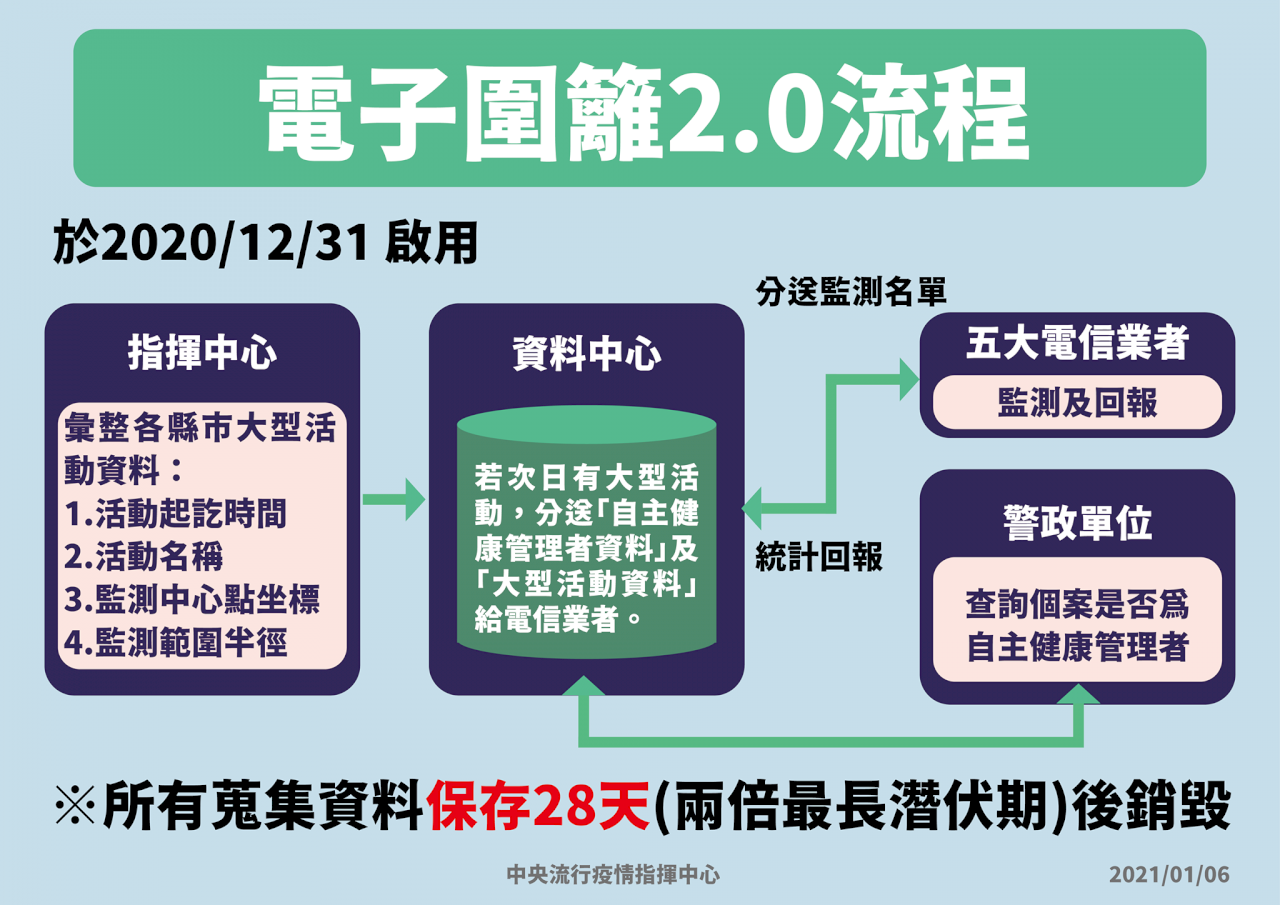 電子圍籬2.0流程
於2020/12/31 啟用
指揮中心
彙整各縣市大型活
動資料：
1.活動起訖時間
2.活動名稱
3.監測中心點坐標
4.監測範圍半徑
資料中心
若次日有大型活
動，分送「自主健
康管理者資料」及
「大型活動資料」
給電信業者。
分送監測名單
統計回報
五大電信業者
監測及回報
警政單位
查詢個案是否爲
自主健康管理者
※所有蒐集資料保存28天(兩倍最長潛伏期)後銷毀
中央流行疫情指揮中心
2021/01/06